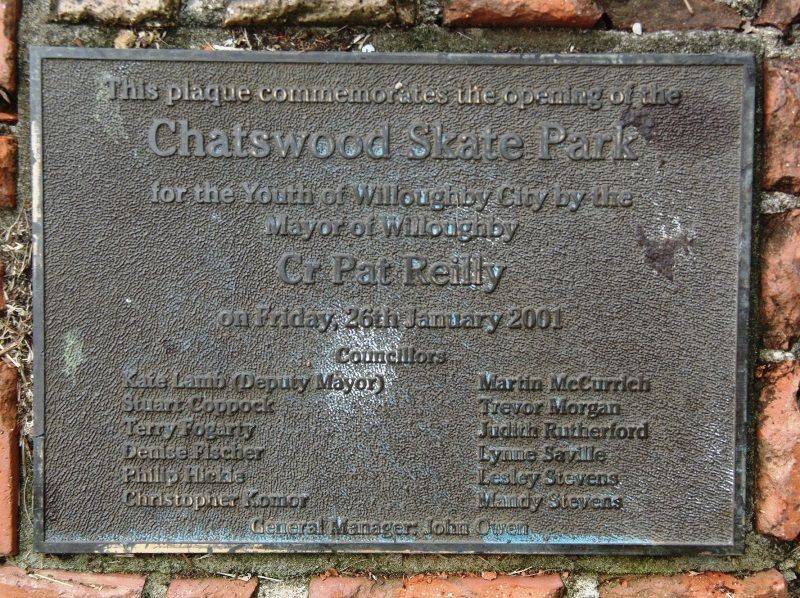 This plaque commemorates the opening of the
Chatswood Skate Park
for the Youth of Willoughby City by the
Mayor of Willoughby
Cr Pat Reilly
on Friday, 26th January 2001
Councillors
Kate Lamb (Deputy Mayor)
Stuart Coppock
Terry Fogarty
Denise Fischer
Philip Hickie
Christopher Komor
Martin McCurrich
Trevor Morgan
Judith Rutherford
Lynne Saville
Lesley Stevens
Mandy Stevens
General Manager: John Owen